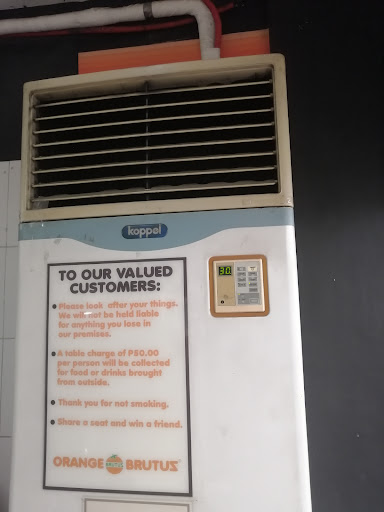 koppel
30
TO OUR VALUED
CUSTOMERS:
• Please look after your things.
We will not be held liable
for anything you lose in
our premises.
• A table charge of P50.00
per person will be collected
for food or drinks brought
from outside.
• Thank you for not smoking.
• Share a seat and win a friend.
ORANGE BRUTUS BRUTUS